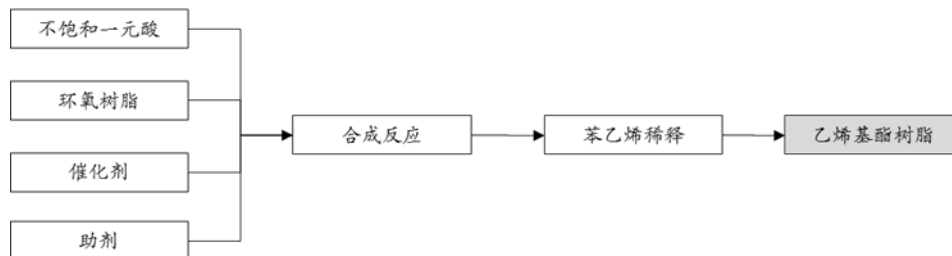 不饱和一元酸
环氧树脂
催化剂
助剂
合成反应
苯乙烯稀释
乙烯基酯树脂